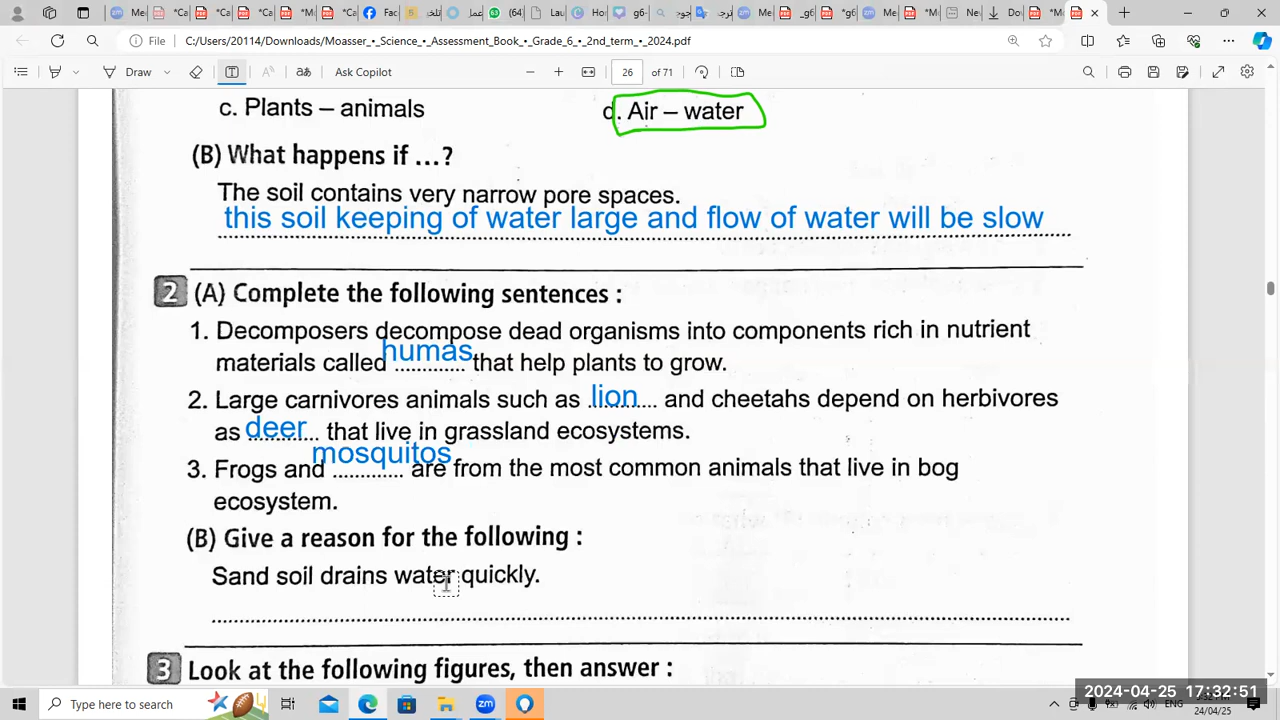 File C:/Users/20114/Downloads/Moasser_•_Science_•_Assessment_Book_•_Grade_6_•_2nd_term_•_2024.pdf
Draw Ask Copilot 26 of 71
c. Plants – animals d. Air – water
(B) What happens if ...?
The soil contains very narrow pore spaces.
this soil keeping of water large and flow of water will be slow
2 (A) Complete the following sentences :
1. Decomposers decompose dead organisms into components rich in nutrient
materials called humas that help plants to grow.
2. Large carnivores animals such as lion and cheetahs depend on herbivores
as deer that live in grassland ecosystems.
3. Frogs and mosquitos are from the most common animals that live in bog
ecosystem.
(B) Give a reason for the following :
Sand soil drains water quickly.
3 Look at the following figures, then answer :
Type here to search
ENG
2024-04-25 17:32:51
24/04/25